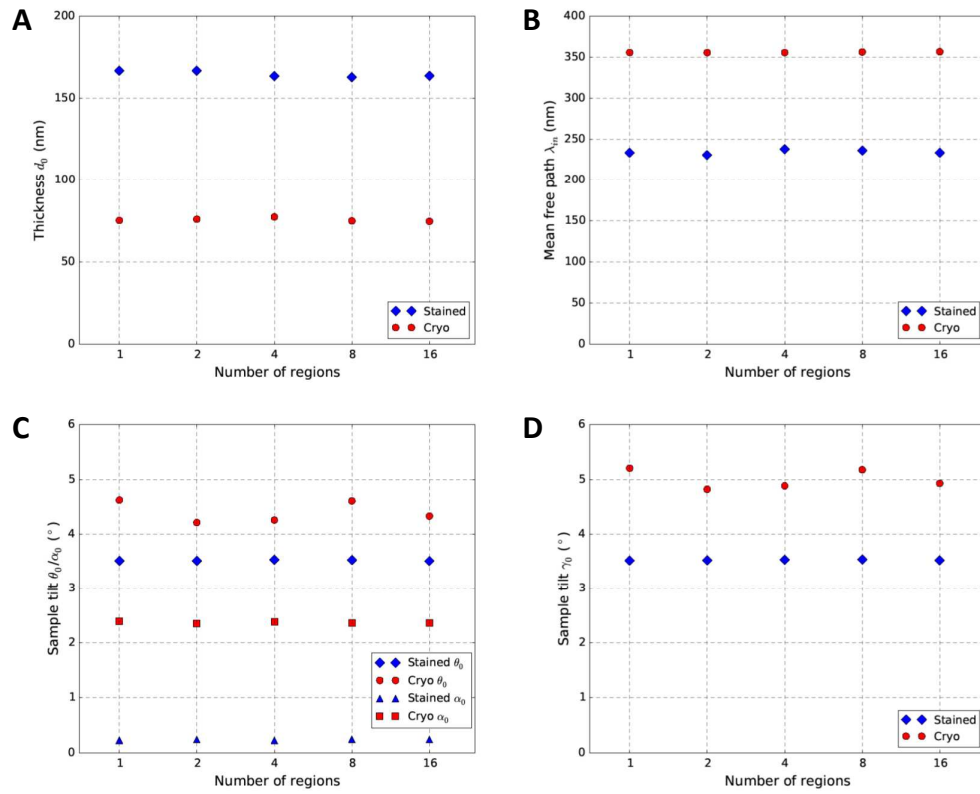 A
200
150
100
50
0
Thickness d₀ (nm)
1 2 4 8 16
Number of regions
Stained
Cryo
B
400
350
300
250
200
150
100
50
0
Mean free path λᵢₙ (nm)
1 2 4 8 16
Number of regions
Stained
Cryo
C
6
5
4
3
2
1
0
Sample tilt θ₀/α₀ (°)
1 2 4 8 16
Number of regions
Stained θ₀
Cryo θ₀
Stained α₀
Cryo α₀
D
6
5
4
3
2
1
0
Sample tilt γ₀ (°)
1 2 4 8 16
Number of regions
Stained
Cryo